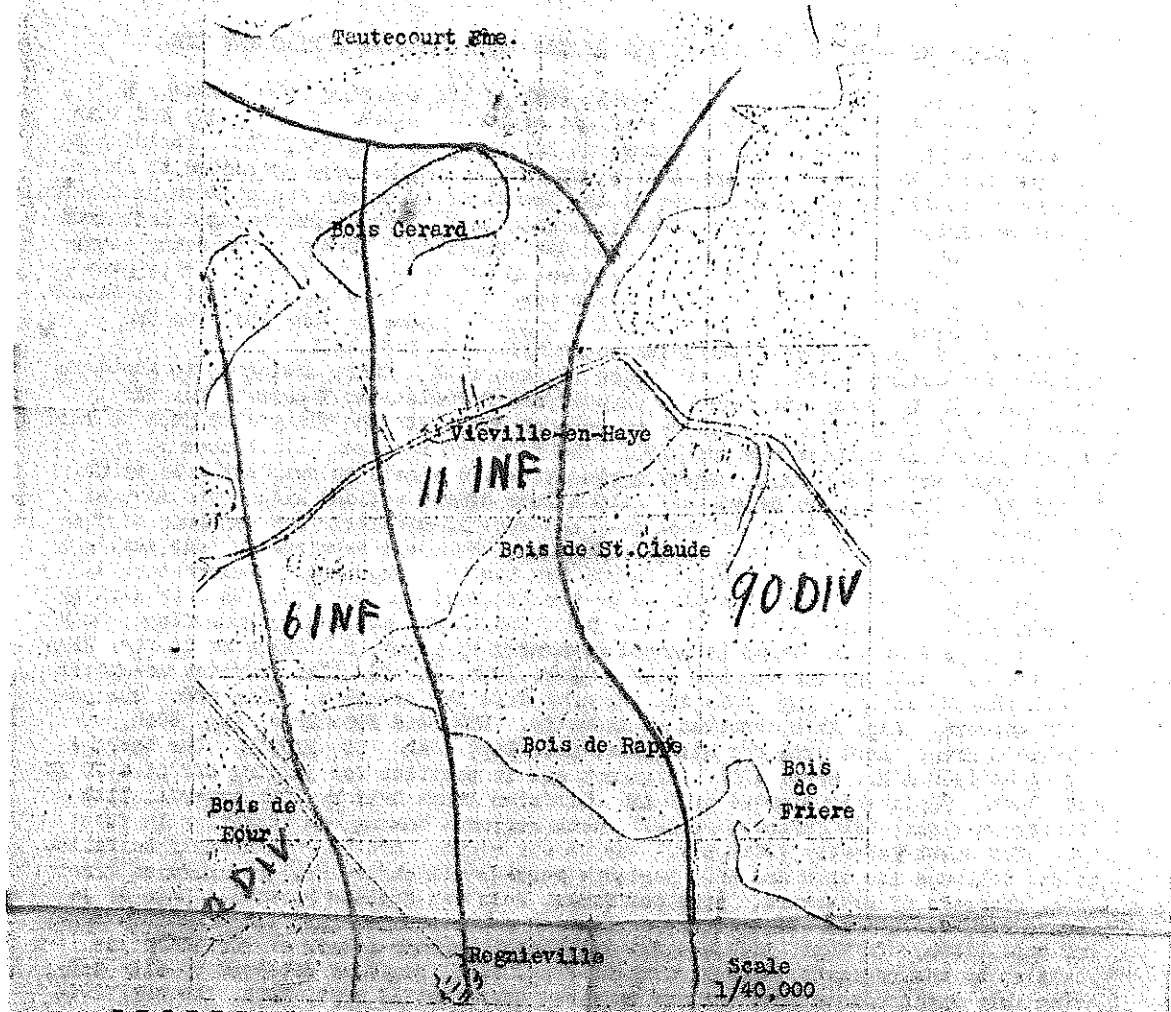 Tautecourt Fme.
Bois Gerard
Vieville-en-Haye
11 INF
Bois de St.Claude
90 DIV
6 INF
Bois de Rappe
Bois
de
Friere
Bois de
Four
DIV
Regnieville
Scale
1/40,000